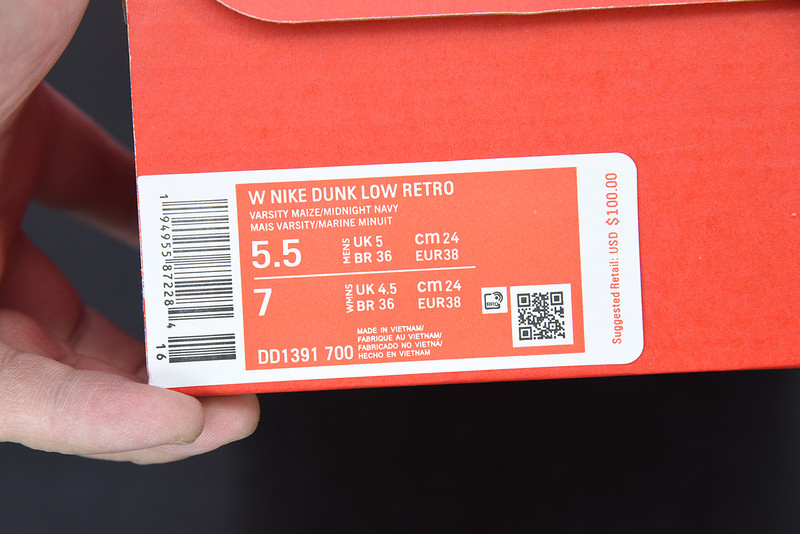 W NIKE DUNK LOW RETRO
VARSITY MAIZE/MIDNIGHT NAVY
MAIS VARSITY/MARINE MINUIT
5.5 MENS UK 5 cm 24
BR 36 EUR38
7 WMNS UK 4.5 cm 24
BR 36 EUR38
DD1391 700
MADE IN VIETNAM/
FABRIQUE AU VIETNAM/
FABRICADO NO VIETNÃ/
HECHO EN VIETNAM
RFID
1 94955 87228 4
16
Suggested Retail: USD $100.00